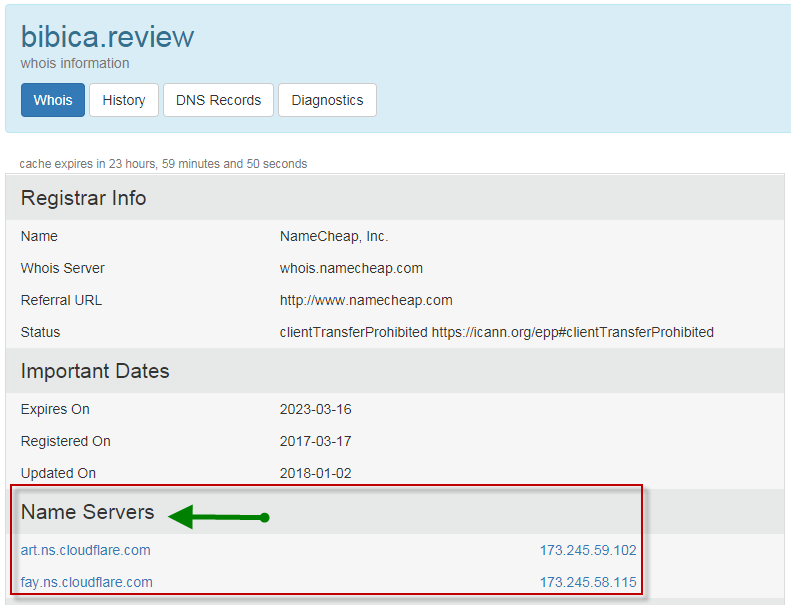 bibica.review
whois information
Whois History DNS Records Diagnostics
cache expires in 23 hours, 59 minutes and 50 seconds
Registrar Info
Name NameCheap, Inc.
Whois Server whois.namecheap.com
Referral URL http://www.namecheap.com
Status clientTransferProhibited https://icann.org/epp#clientTransferProhibited
Important Dates
Expires On 2023-03-16
Registered On 2017-03-17
Updated On 2018-01-02
Name Servers
art.ns.cloudflare.com 173.245.59.102
fay.ns.cloudflare.com 173.245.58.115